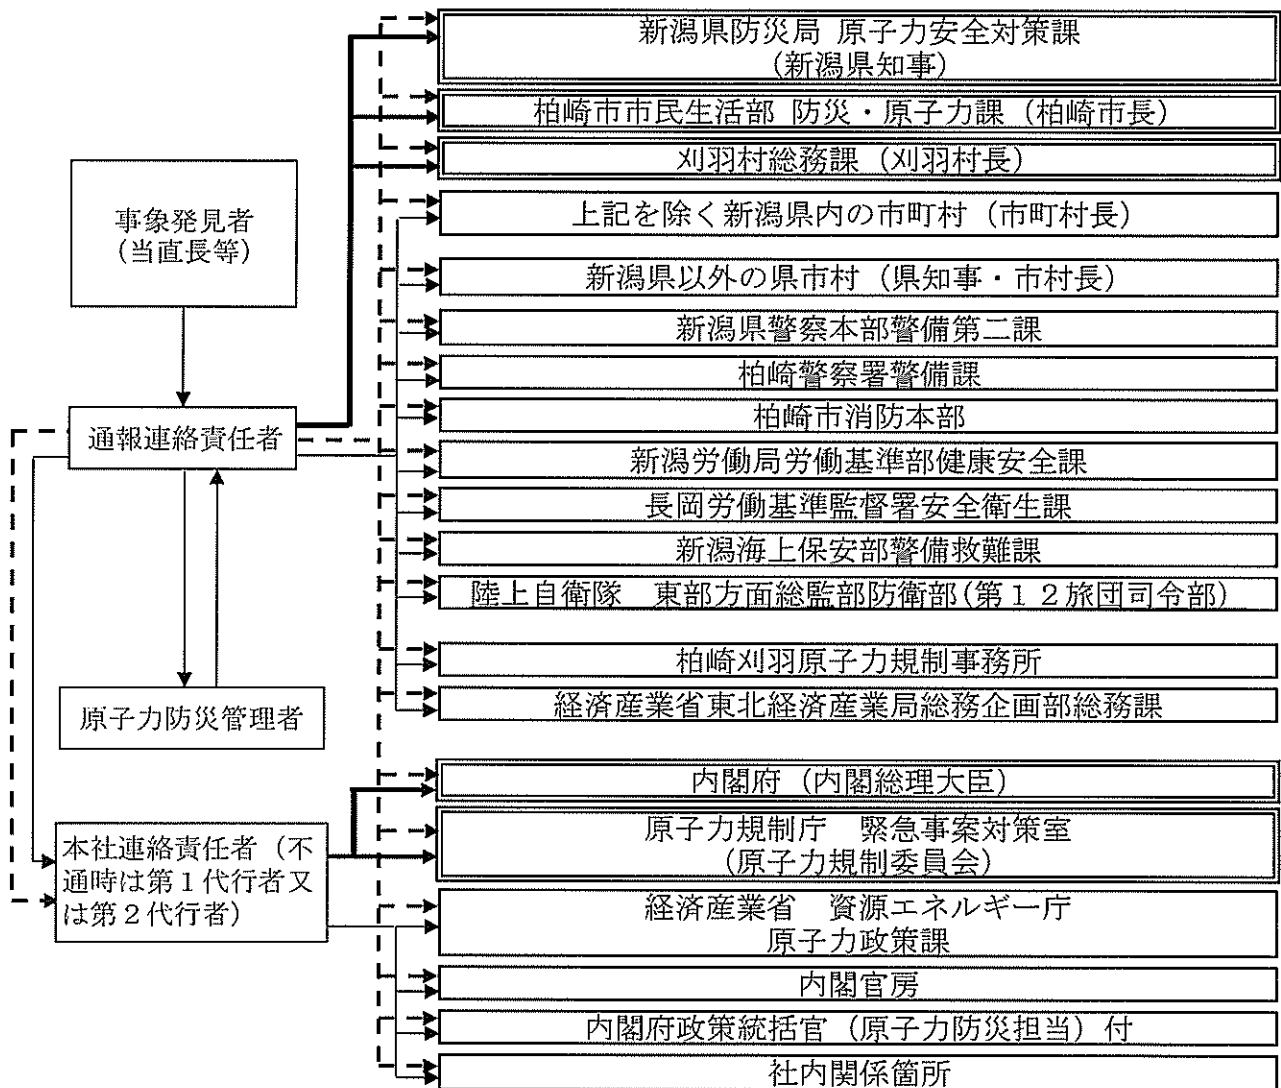 新潟県防災局 原子力安全対策課
(新潟県知事)
柏崎市市民生活部 防災・原子力課(柏崎市長)
刈羽村総務課(刈羽村長)
上記を除く新潟県内の市町村(市町村長)
新潟県以外の県市村(県知事・市村長)
新潟県警察本部警備第二課
柏崎警察署警備課
柏崎市消防本部
新潟労働局労働基準部健康安全課
長岡労働基準監督署安全衛生課
新潟海上保安部警備救難課
陸上自衛隊 東部方面総監部防衛部(第12旅団司令部)
柏崎刈羽原子力規制事務所
経済産業省東北経済産業局総務企画部総務課
内閣府(内閣総理大臣)
原子力規制庁 緊急事案対策室
(原子力規制委員会)
経済産業省 資源エネルギー庁
原子力政策課
内閣官房
内閣府政策統括官(原子力防災担当)付
社内関係箇所
事象発見者
(当直長等)
通報連絡責任者
原子力防災管理者
本社連絡責任者(不
通時は第1代行者又
は第2代行者)